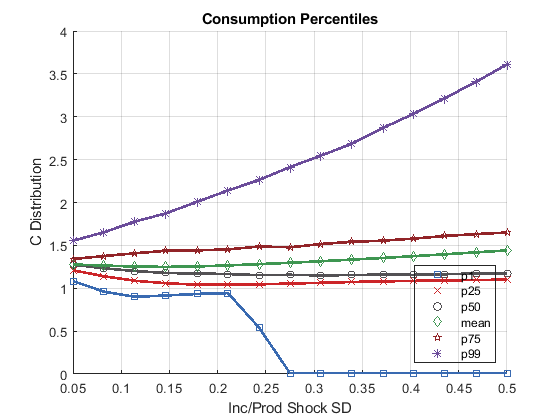 Consumption Percentiles
4
3.5
3
2.5
2
1.5
1
0.5
0
C Distribution
p1
p25
p50
mean
p75
p99
0.05
0.1
0.15
0.2
0.25
0.3
0.35
0.4
0.45
0.5
Inc/Prod Shock SD